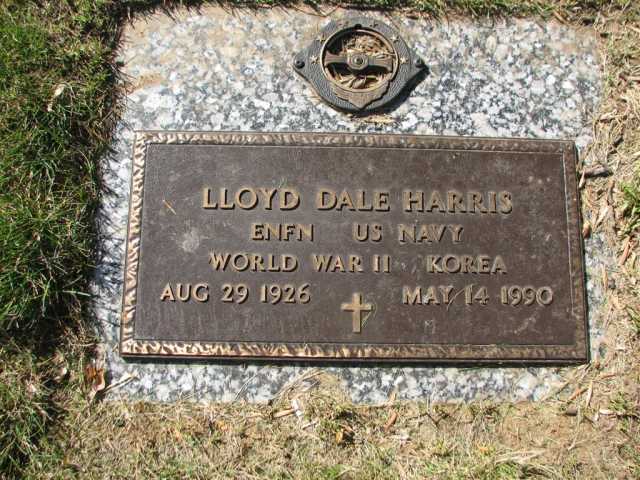 LLOYD DALE HARRIS
ENFN US NAVY
WORLD WAR II KOREA
AUG 29 1926 MAY 14 1990